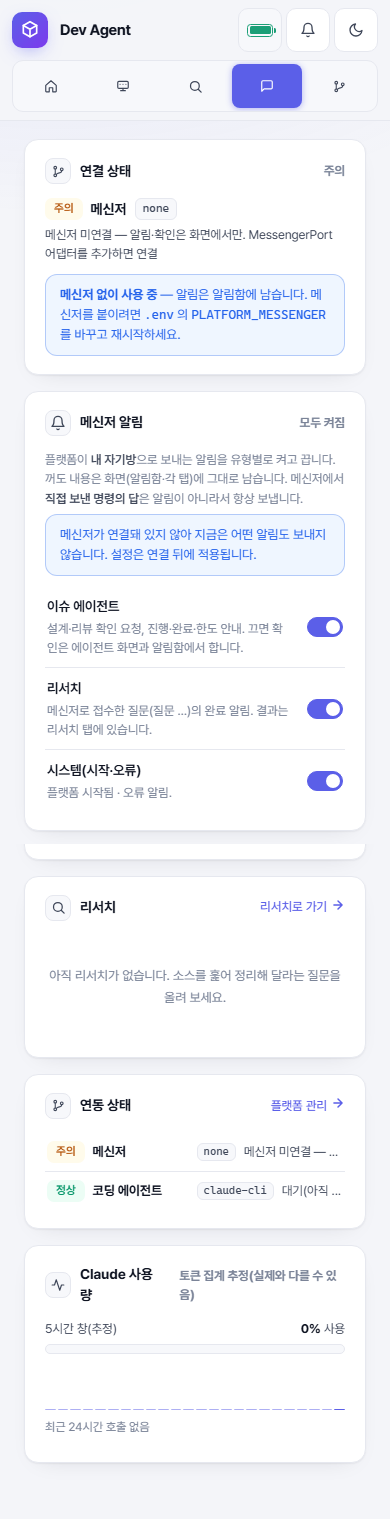 Dev Agent
연결 상태
주의
주의 메신저 none
메신저 미연결 — 알림·확인은 화면에서만. MessengerPort
어댑터를 추가하면 연결
메신저 없이 사용 중 — 알림은 알림함에 남습니다. 메
신저를 붙이려면 .env 의 PLATFORM_MESSENGER
를 바꾸고 재시작하세요.
메신저 알림
모두 켜짐
플랫폼이 내 자기방으로 보내는 알림을 유형별로 켜고 끕니다.
꺼도 내용은 화면(알림함·각 탭)에 그대로 남습니다. 메신저에서
직접 보낸 명령의 답은 알림이 아니라서 항상 보냅니다.
메신저가 연결돼 있지 않아 지금은 어떤 알림도 보내지
않습니다. 설정은 연결 뒤에 적용됩니다.
이슈 에이전트
설계·리뷰 확인 요청, 진행·완료·한도 안내. 끄면 확
인은 에이전트 화면과 알림함에서 합니다.
리서치
메신저로 접수한 질문(질문 …)의 완료 알림. 결과는
리서치 탭에 있습니다.
시스템(시작·오류)
플랫폼 시작됨 · 오류 알림.
리서치
리서치로 가기 →
아직 리서치가 없습니다. 소스를 훑어 정리해 달라는 질문을
올려 보세요.
연동 상태
플랫폼 관리 →
주의 메신저 none 메신저 미연결 — …
정상 코딩 에이전트 claude-cli 대기(아직 …
Claude 사용
량
토큰 집계 추정(실제와 다를 수 있
음)
5시간 창(추정)
0% 사용
최근 24시간 호출 없음